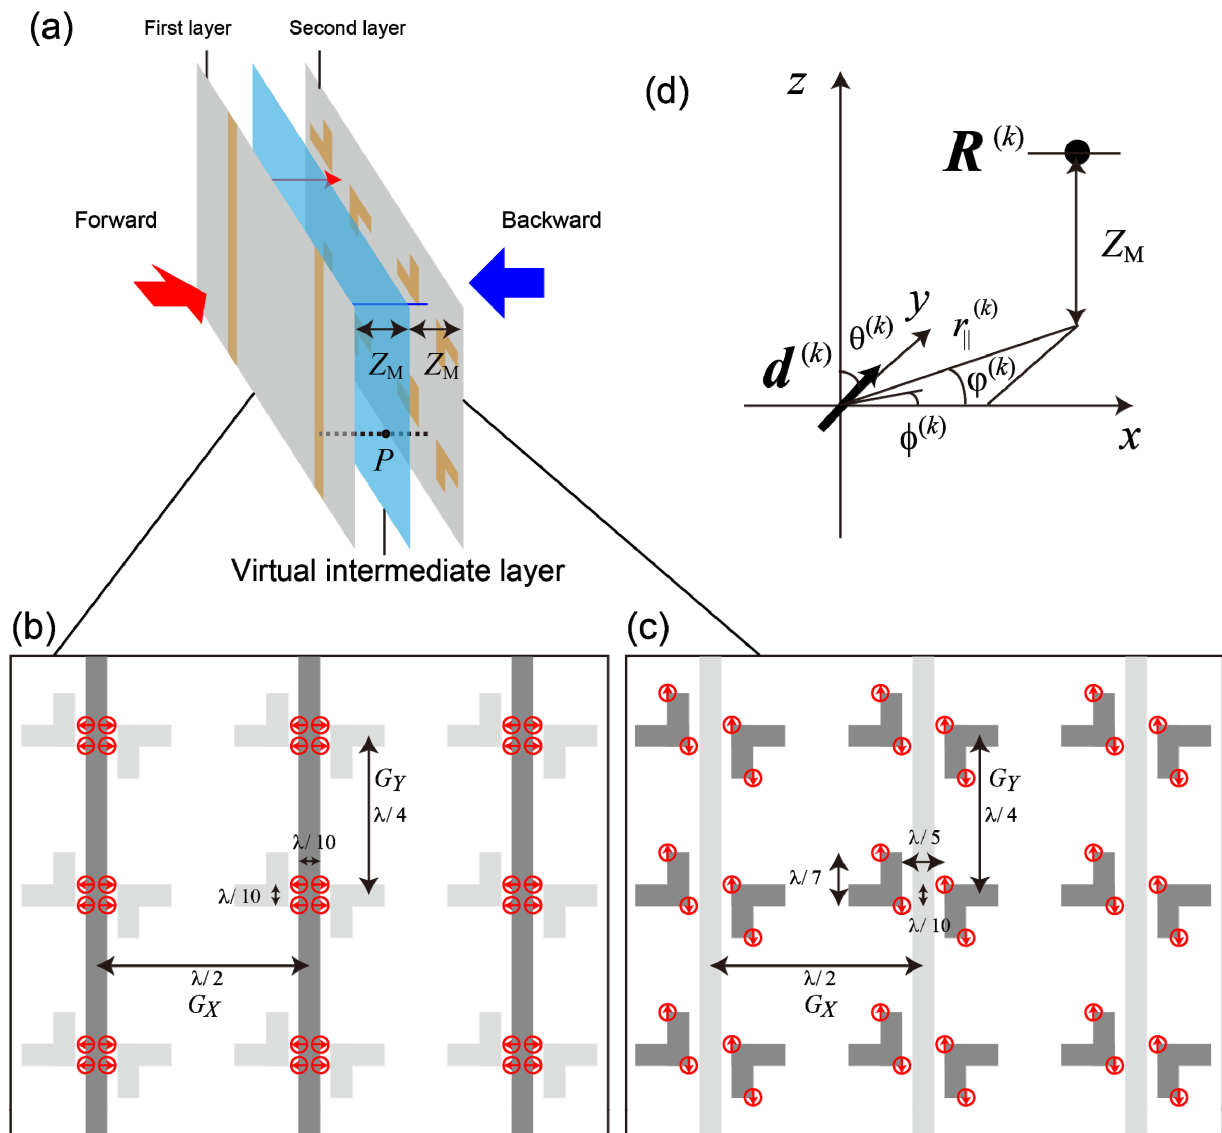 (a)
First layer
Second layer
Forward
Backward
Z_M
Z_M
P
Virtual intermediate layer
(d)
z
R^(k)
Z_M
y
r_||^(k)
θ^(k)
d^(k)
φ^(k)
ϕ^(k)
x
(b)
G_Y
λ/ 4
λ/ 10
λ/ 10
λ/ 2
G_X
(c)
G_Y
λ/ 4
λ/ 5
λ/ 7
λ/ 10
λ/ 2
G_X